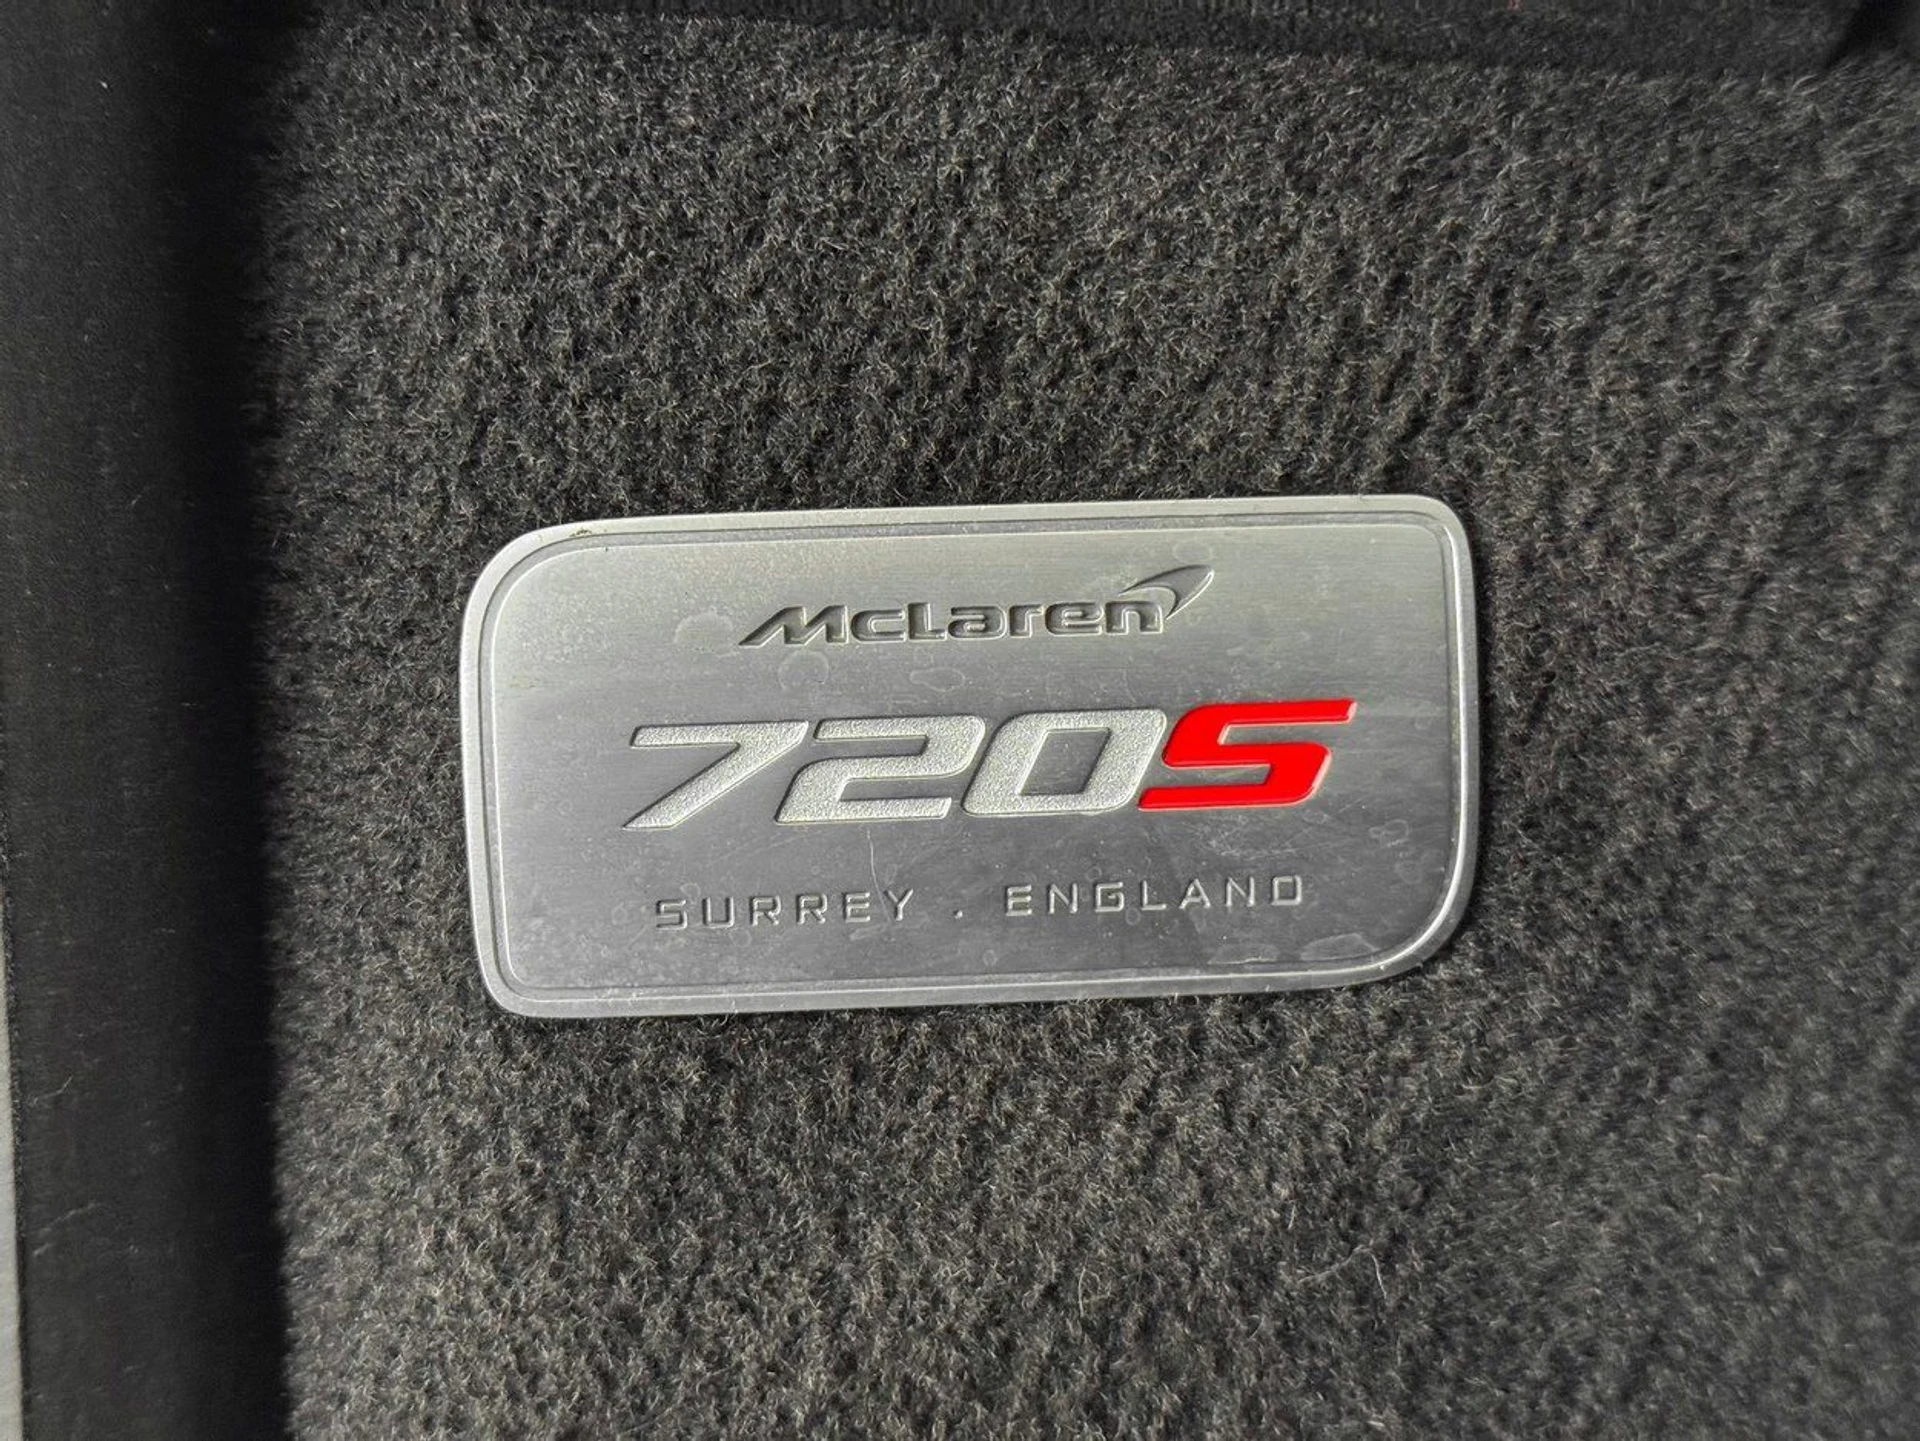 McLaren
720S
SURREY . ENGLAND